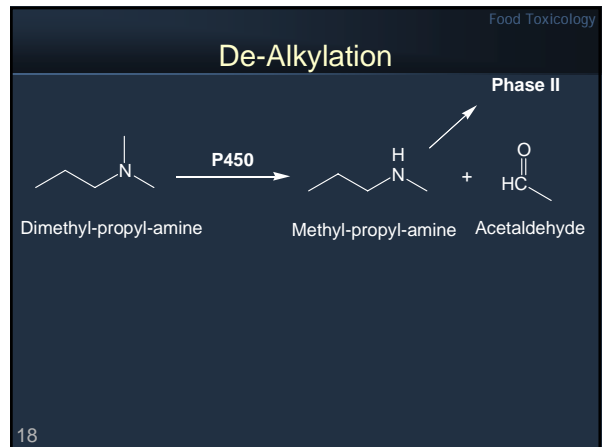 Food Toxicology
De-Alkylation
Phase II
P450
N
H
N
+
O
HC
Dimethyl-propyl-amine
Methyl-propyl-amine
Acetaldehyde
18